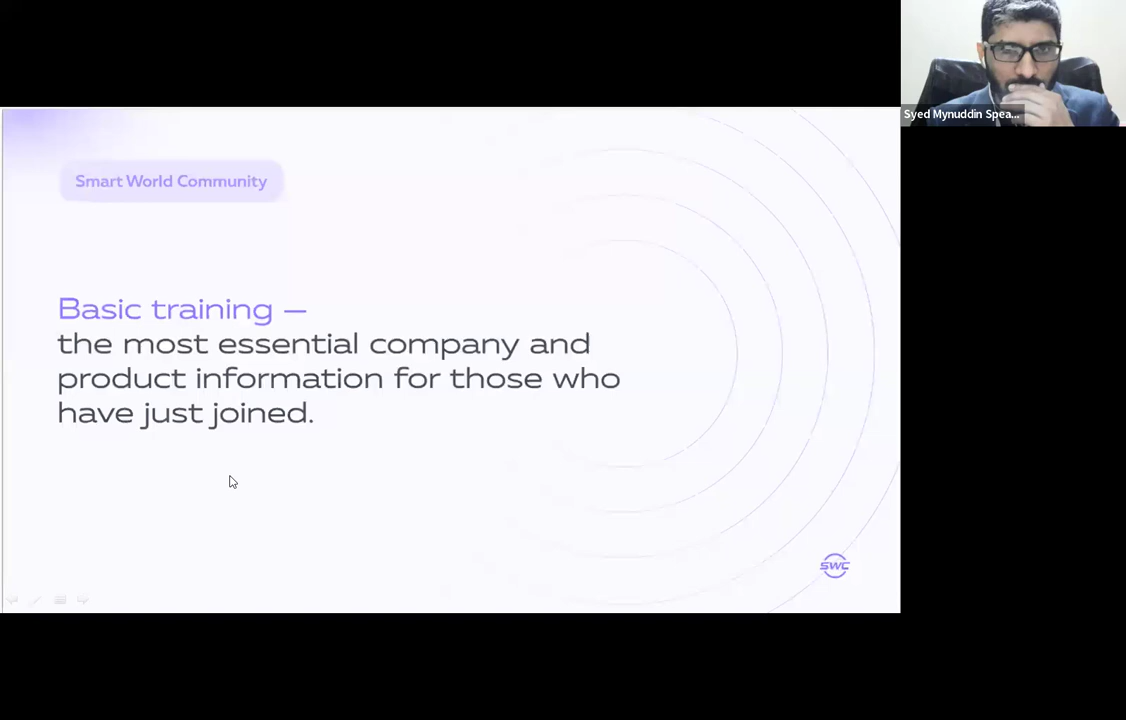 Syed Mynuddin Spea...
Smart World Community
Basic training —
the most essential company and
product information for those who
have just joined.
SWC